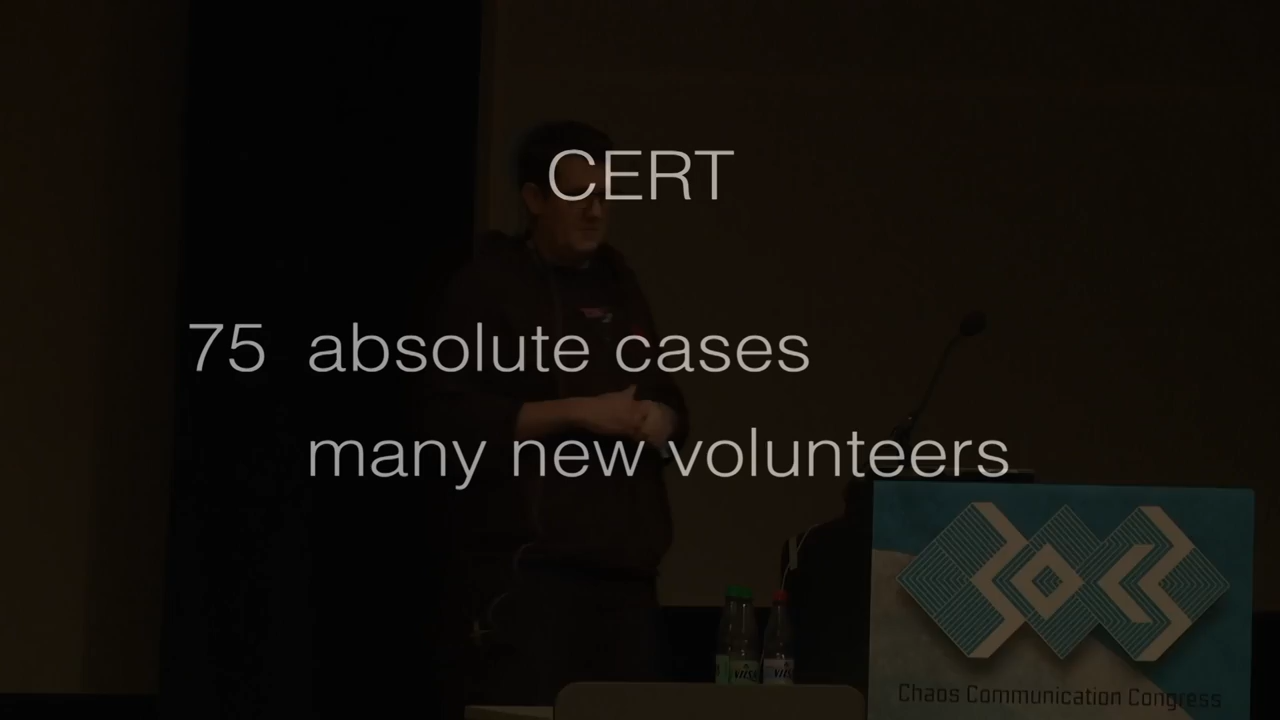 CERT
75 absolute cases
many new volunteers
Chaos Communication Congress